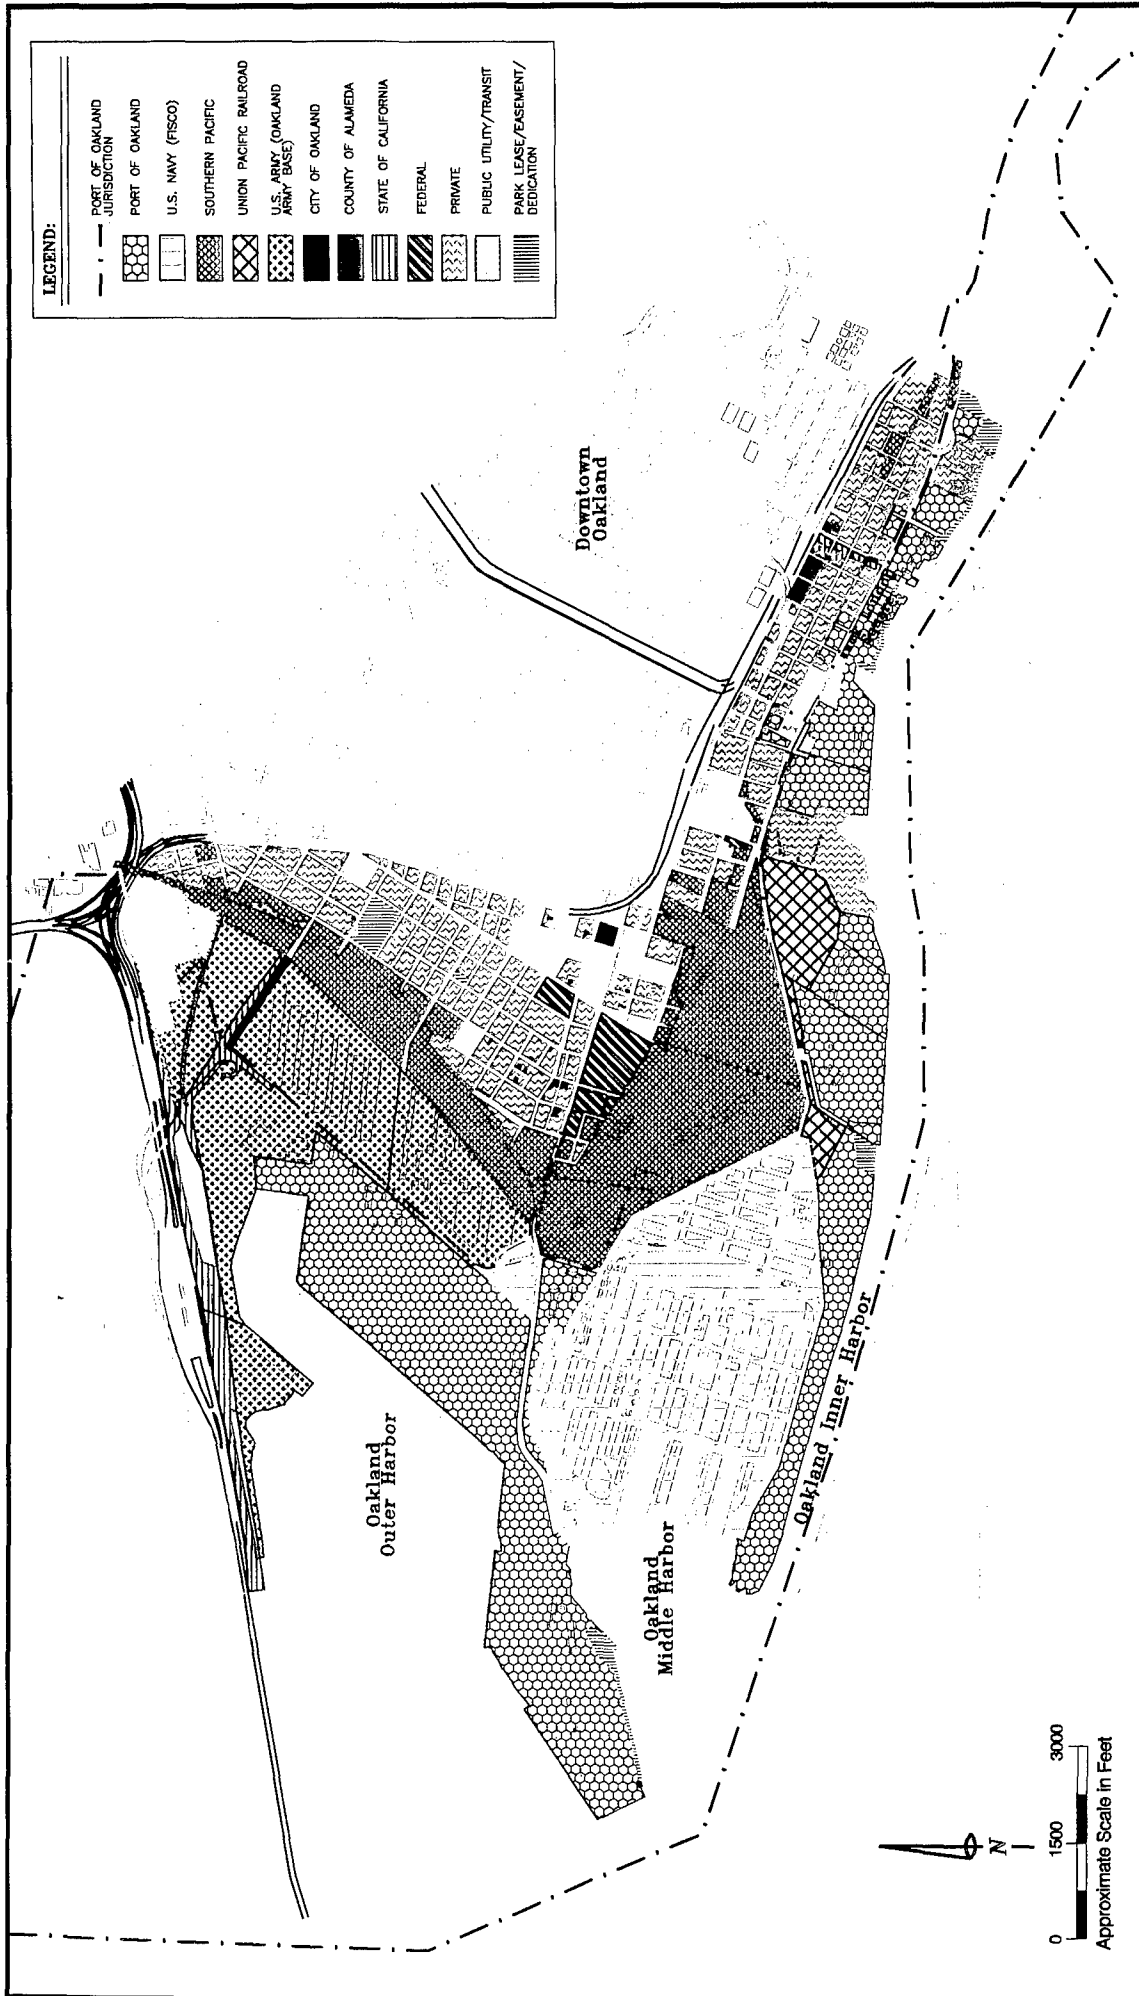 LEGEND:
PORT OF OAKLAND
JURISDICTION
PORT OF OAKLAND
U.S. NAVY (FISCO)
SOUTHERN PACIFIC
UNION PACIFIC RAILROAD
U.S. ARMY (OAKLAND
ARMY BASE)
CITY OF OAKLAND
COUNTY OF ALAMEDA
STATE OF CALIFORNIA
FEDERAL
PRIVATE
PUBLIC UTILITY/TRANSIT
PARK LEASE/EASEMENT/
DEDICATION
Downtown
Oakland
London
Oakland
Outer Harbor
Oakland
Middle Harbor
Oakland Inner Harbor
N
0 1500 3000
Approximate Scale in Feet